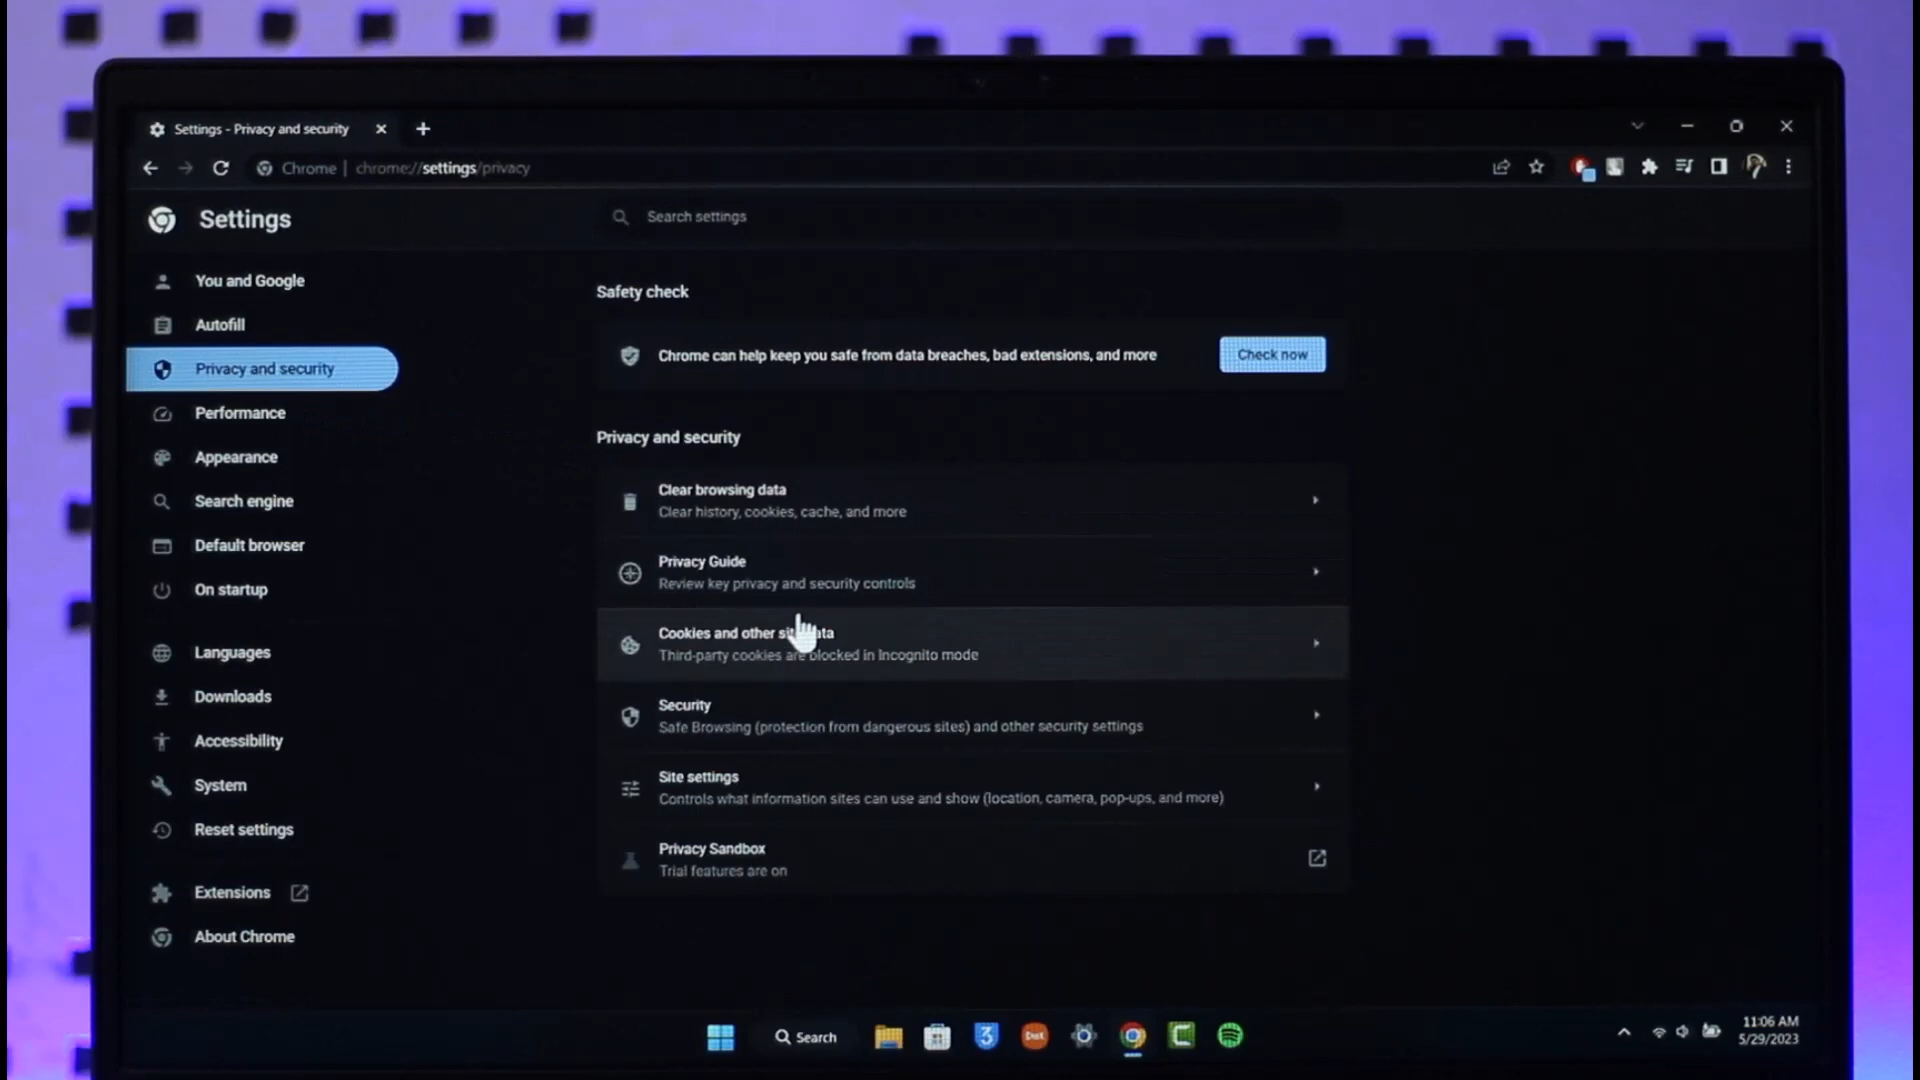 Settings - Privacy and security
Chrome | chrome://settings/privacy
Settings
Search settings
You and Google
Autofill
Privacy and security
Performance
Appearance
Search engine
Default browser
On startup
Languages
Downloads
Accessibility
System
Reset settings
Extensions
About Chrome
Safety check
Chrome can help keep you safe from data breaches, bad extensions, and more
Check now
Privacy and security
Clear browsing data
Clear history, cookies, cache, and more
Privacy Guide
Review key privacy and security controls
Cookies and other site data
Third-party cookies are blocked in Incognito mode
Security
Safe Browsing (protection from dangerous sites) and other security settings
Site settings
Controls what information sites can use and show (location, camera, pop-ups, and more)
Privacy Sandbox
Trial features are on
Search
3
11:06 AM
5/29/2023